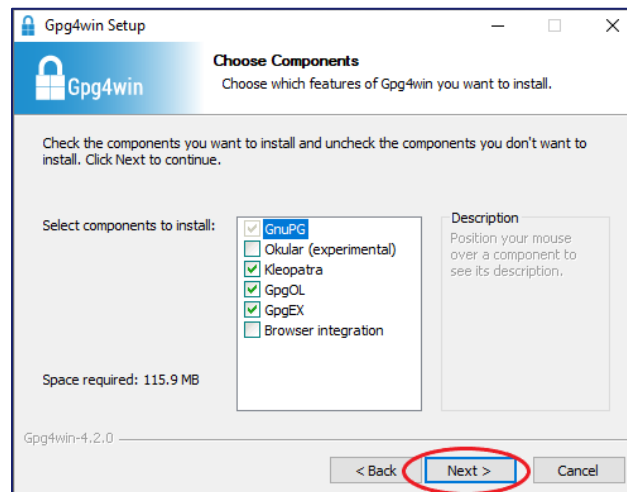 Gpg4win Setup
Choose Components
Choose which features of Gpg4win you want to install.
Gpg4win
Check the components you want to install and uncheck the components you don't want to
install. Click Next to continue.
Select components to install:
GnuPG
Okular (experimental)
Kleopatra
GpgOL
GpgEX
Browser integration
Description
Position your mouse
over a component to
see its description.
Space required: 115.9 MB
Gpg4win-4.2.0
< Back
Next >
Cancel